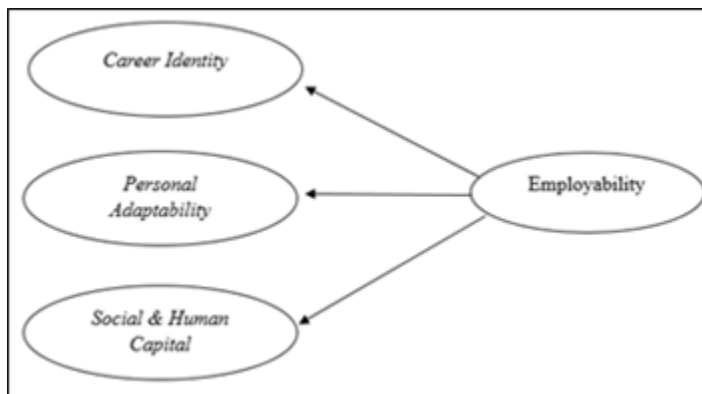 Career Identity
Personal
Adaptability
Employability
Social & Human
Capital